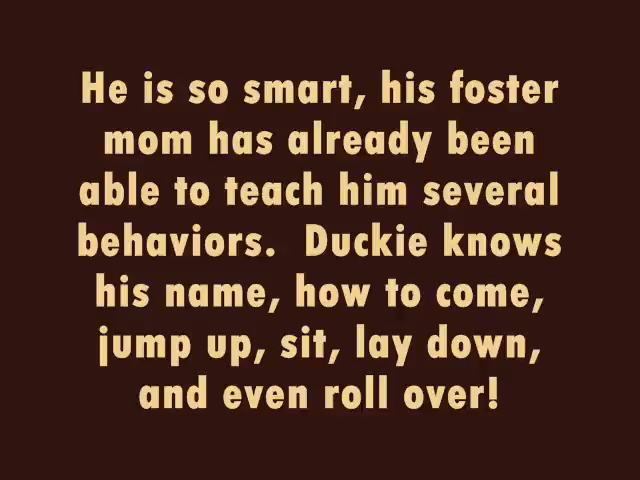 He is so smart, his foster
mom has already been
able to teach him several
behaviors.  Duckie knows
his name, how to come,
jump up, sit, lay down,
and even roll over!